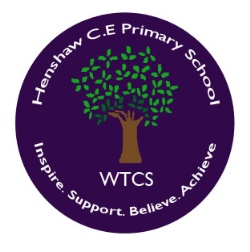 Henshaw C.E Primary School
WTCS
Inspire. Support. Believe. Achieve